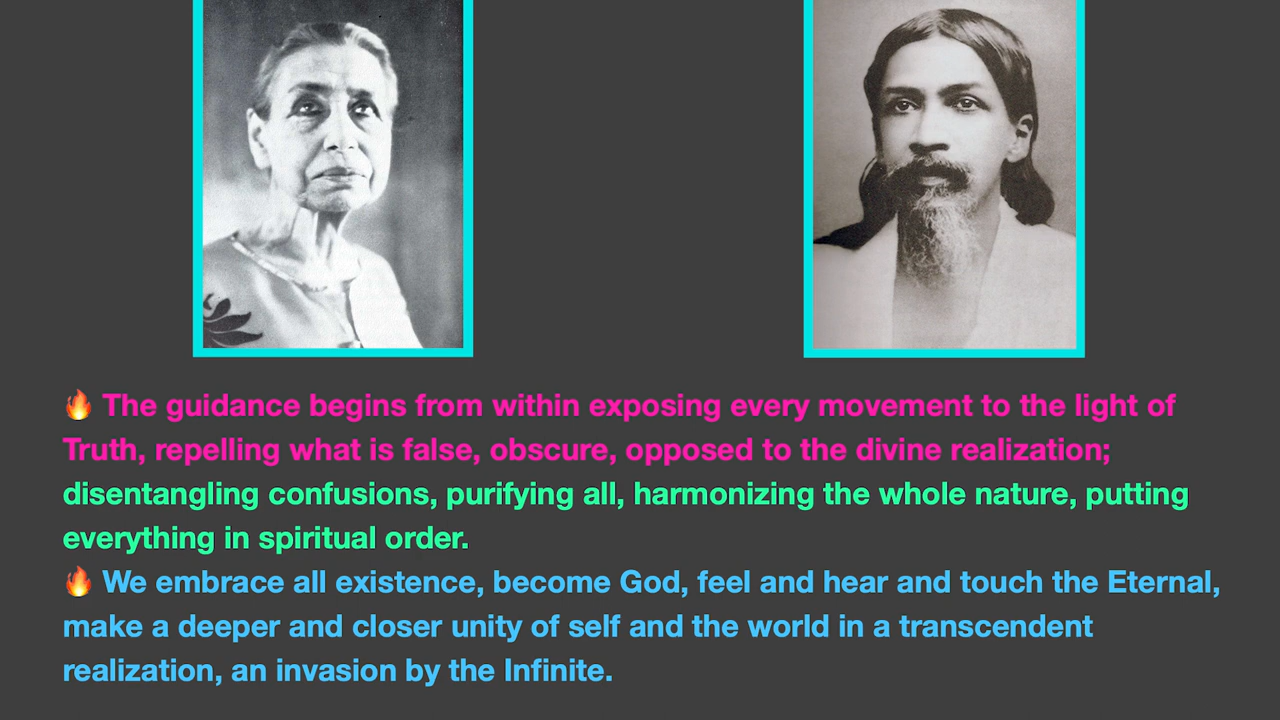 🔥 The guidance begins from within exposing every movement to the light of
Truth, repelling what is false, obscure, opposed to the divine realization;
disentangling confusions, purifying all, harmonizing the whole nature, putting
everything in spiritual order.
🔥 We embrace all existence, become God, feel and hear and touch the Eternal,
make a deeper and closer unity of self and the world in a transcendent
realization, an invasion by the Infinite.